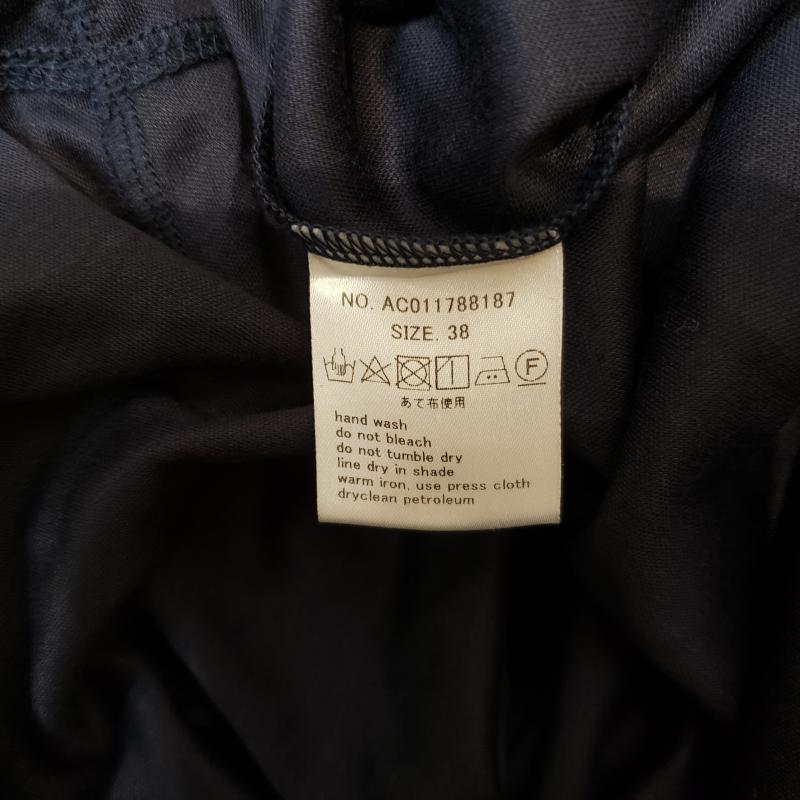 NO. AC011788187
SIZE. 38
F
あて布使用
hand wash
do not bleach
do not tumble dry
line dry in shade
warm iron, use press cloth
dryclean petroleum